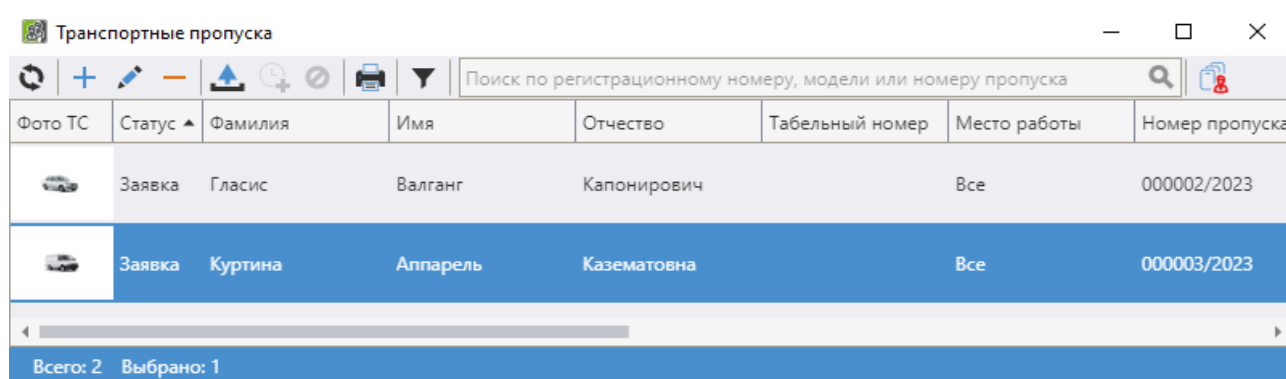 Транспортные пропуска
Поиск по регистрационному номеру, модели или номеру пропуска
Фото ТС Статус Фамилия Имя Отчество Табельный номер Место работы Номер пропуска
Заявка Гласис Валганг Капонирович Все 000002/2023
Заявка Куртина Аппарель Казематовна Все 000003/2023
Всего: 2 Выбрано: 1